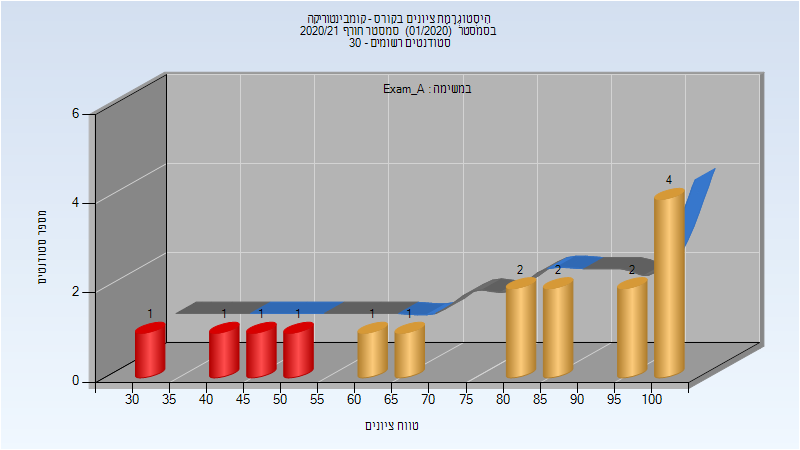 היסטוגרמת ציונים בקורס - קומבינטוריקה
בסמסטר (01/2020) סמסטר חורף 2020/21
סטודנטים רשומים - 30
במשימה : Exam_A
מספר סטודנטים
6
4
2
0
1 1 1 1 1 1 2 2 2 4
30 35 40 45 50 55 60 65 70 75 80 85 90 95 100
טווח ציונים